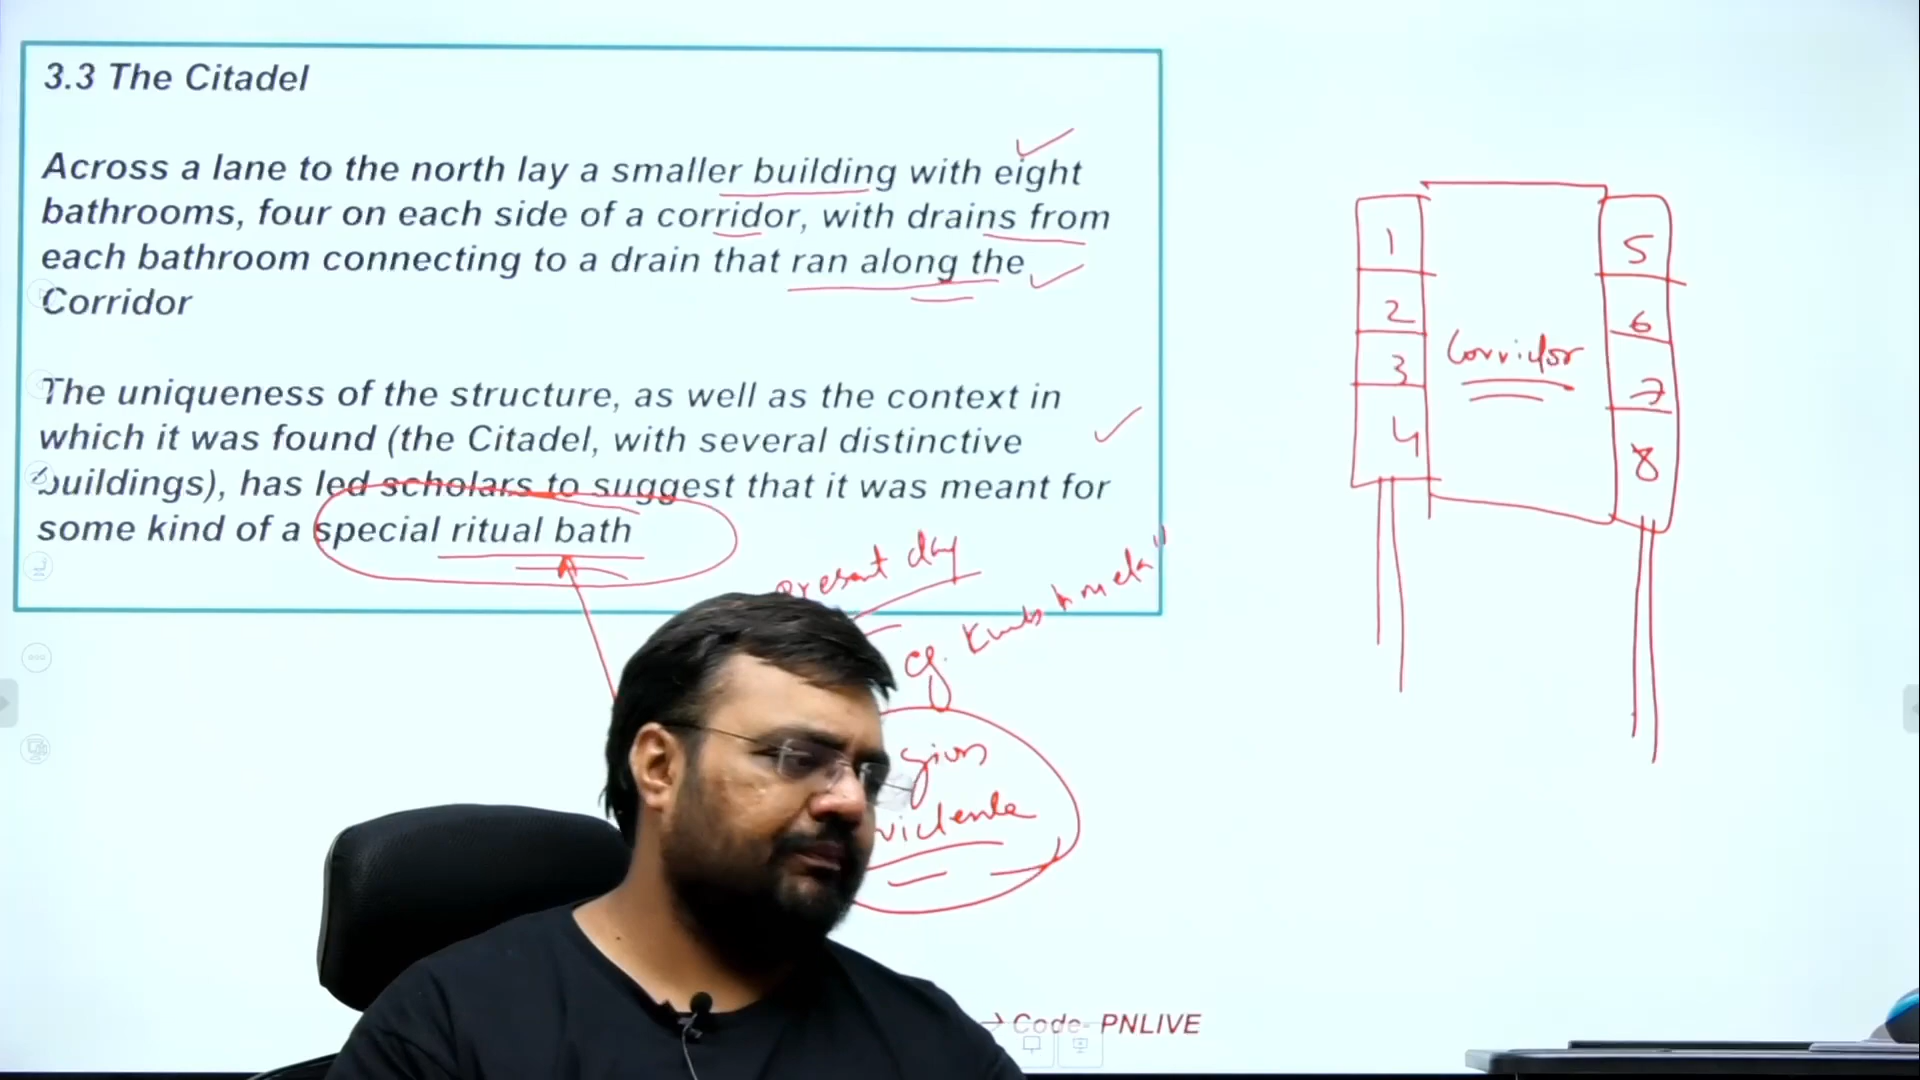 3.3 The Citadel
Across a lane to the north lay a smaller building with eight
bathrooms, four on each side of a corridor, with drains from
each bathroom connecting to a drain that ran along the
Corridor
The uniqueness of the structure, as well as the context in
which it was found (the Citadel, with several distinctive
buildings), has led scholars to suggest that it was meant for
some kind of a special ritual bath
present day
eg. Kumbh mela"
→ Code- PNLIVE
1
2
3
4
Corridor
5
6
7
8